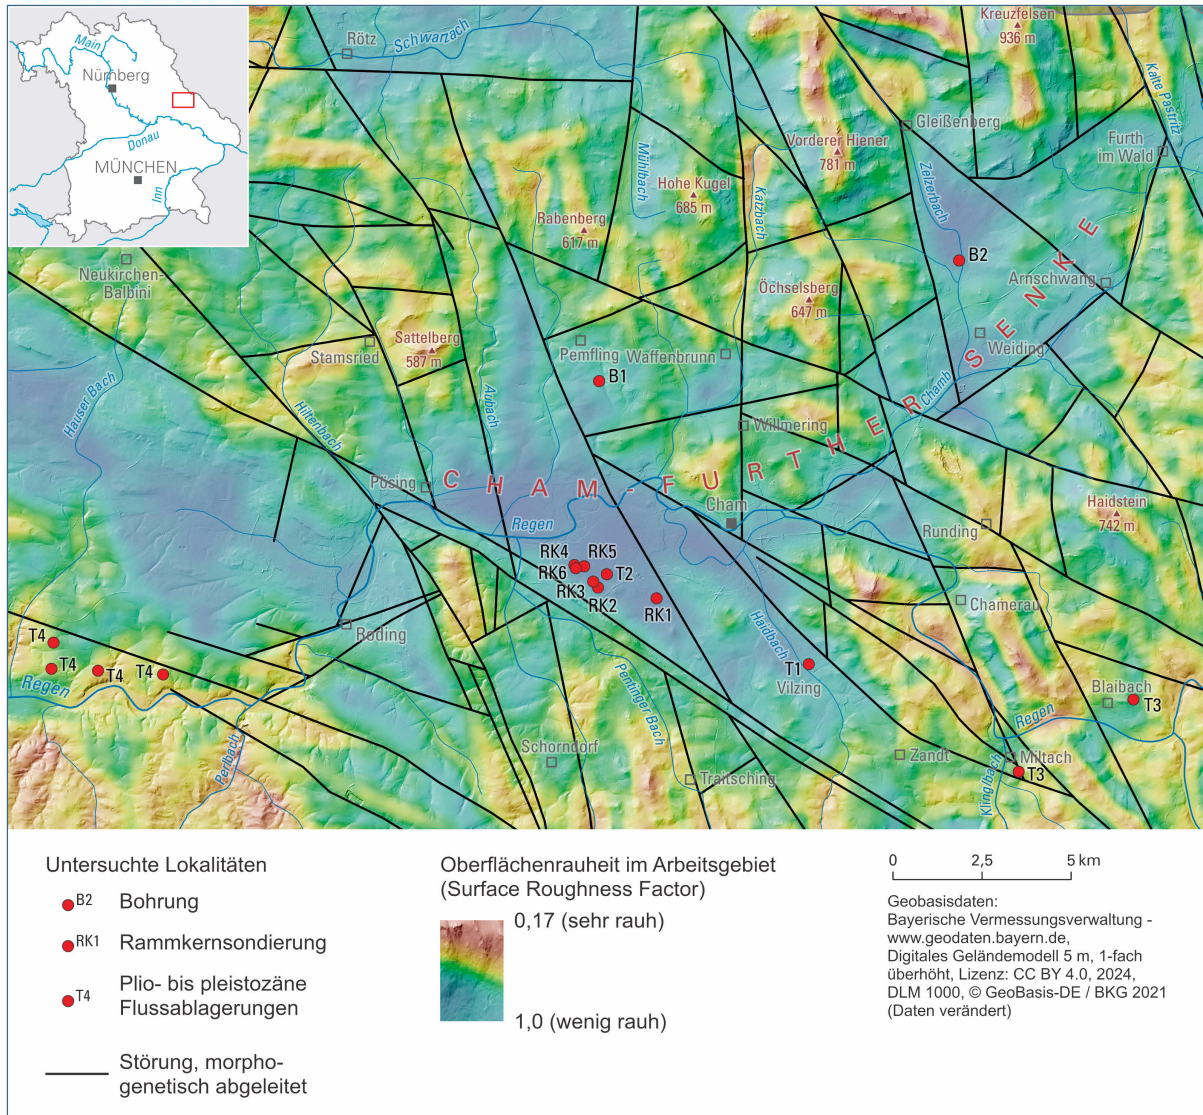 Main
Nürnberg
Donau
MÜNCHEN
Inn
Rötz
Schwarzach
Kreuzfelsen
936 m
Kalte Pastritz
Gleißenberg
Vorderer Hiener
781 m
Furth
im Wald
Mühlbach
Hohe Kugel
685 m
Katzbach
Zelzerbach
Rabenberg
617 m
B2
Neukirchen-
Balbini
Öchselsberg
647 m
Arnschwang
Stamsried
Sattelberg
587 m
Pemfling
Waffenbrunn
Weiding
B1
Hauser Bach
Hiltenbach
Aubach
Chamb
Willmering
CHAM-FURTHER SENKE
Pösing
Regen
Cham
Haidstein
742 m
Runding
RK4
RK5
RK6
T2
RK3
RK2
RK1
Chamerau
Roding
Haidbach
T4
T4
T4
T4
Regen
Pentinger Bach
T1
Vilzing
Blaibach
T3
Regen
Perlbach
Schorndorf
Traitsching
Zandt
Miltach
T3
Klinglbach
Untersuchte Lokalitäten
B2 Bohrung
RK1 Rammkernsondierung
T4 Plio- bis pleistozäne
Flussablagerungen
Störung, morpho-
genetisch abgeleitet
Oberflächenrauheit im Arbeitsgebiet
(Surface Roughness Factor)
0,17 (sehr rauh)
1,0 (wenig rauh)
0 2,5 5 km
Geobasisdaten:
Bayerische Vermessungsverwaltung -
www.geodaten.bayern.de,
Digitales Geländemodell 5 m, 1-fach
überhöht, Lizenz: CC BY 4.0, 2024,
DLM 1000, © GeoBasis-DE / BKG 2021
(Daten verändert)